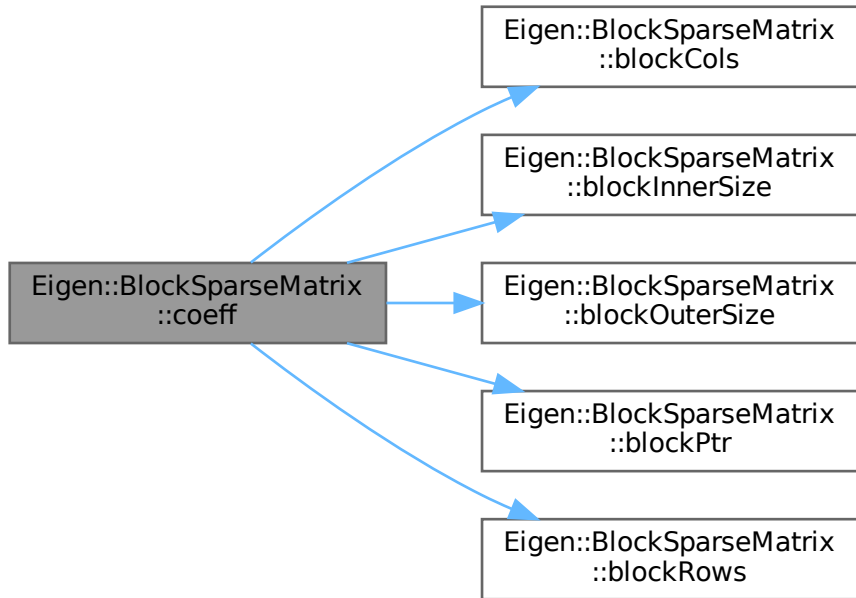 Eigen::BlockSparseMatrix
::coeff
Eigen::BlockSparseMatrix
::blockCols
Eigen::BlockSparseMatrix
::blockInnerSize
Eigen::BlockSparseMatrix
::blockOuterSize
Eigen::BlockSparseMatrix
::blockPtr
Eigen::BlockSparseMatrix
::blockRows